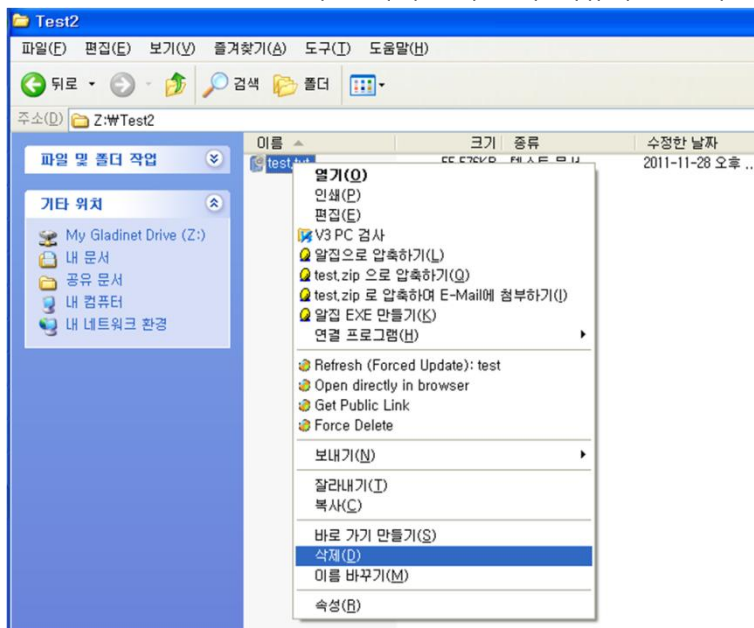 Test2
파일(F) 편집(E) 보기(V) 즐겨찾기(A) 도구(T) 도움말(H)
뒤로 검색 폴더
주소(D) Z:₩Test2
이름 크기 종류 수정한 날짜
test.txt 2011-11-28 오후 ...
파일 및 폴더 작업
기타 위치
My Gladinet Drive (Z:)
내 문서
공유 문서
내 컴퓨터
내 네트워크 환경
열기(O)
인쇄(P)
편집(E)
V3 PC 검사
알집으로 압축하기(L)
test.zip 으로 압축하기(Q)
test.zip 로 압축하여 E-Mail에 첨부하기(I)
알집 EXE 만들기(K)
연결 프로그램(H)
Refresh (Forced Update): test
Open directly in browser
Get Public Link
Force Delete
보내기(N)
잘라내기(T)
복사(C)
바로 가기 만들기(S)
삭제(D)
이름 바꾸기(M)
속성(R)